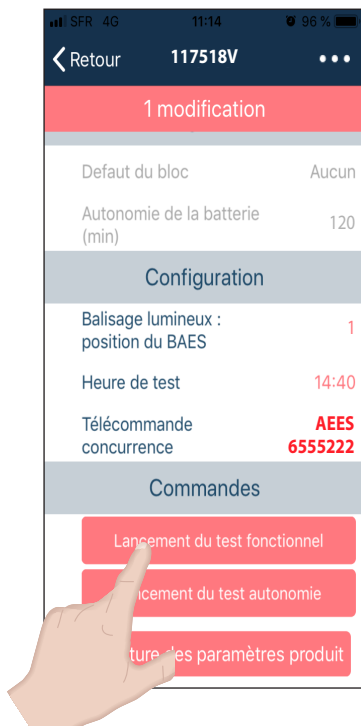 SFR 4G 11:14 96 %
Retour 117518V
1 modification
Defaut du bloc Aucun
Autonomie de la batterie
(min) 120
Configuration
Balisage lumineux :
position du BAES 1
Heure de test 14:40
Télécommande AEES
concurrence 6555222
Commandes
Lancement du test fonctionnel
cement du test autonomie
ture des paramètres produit